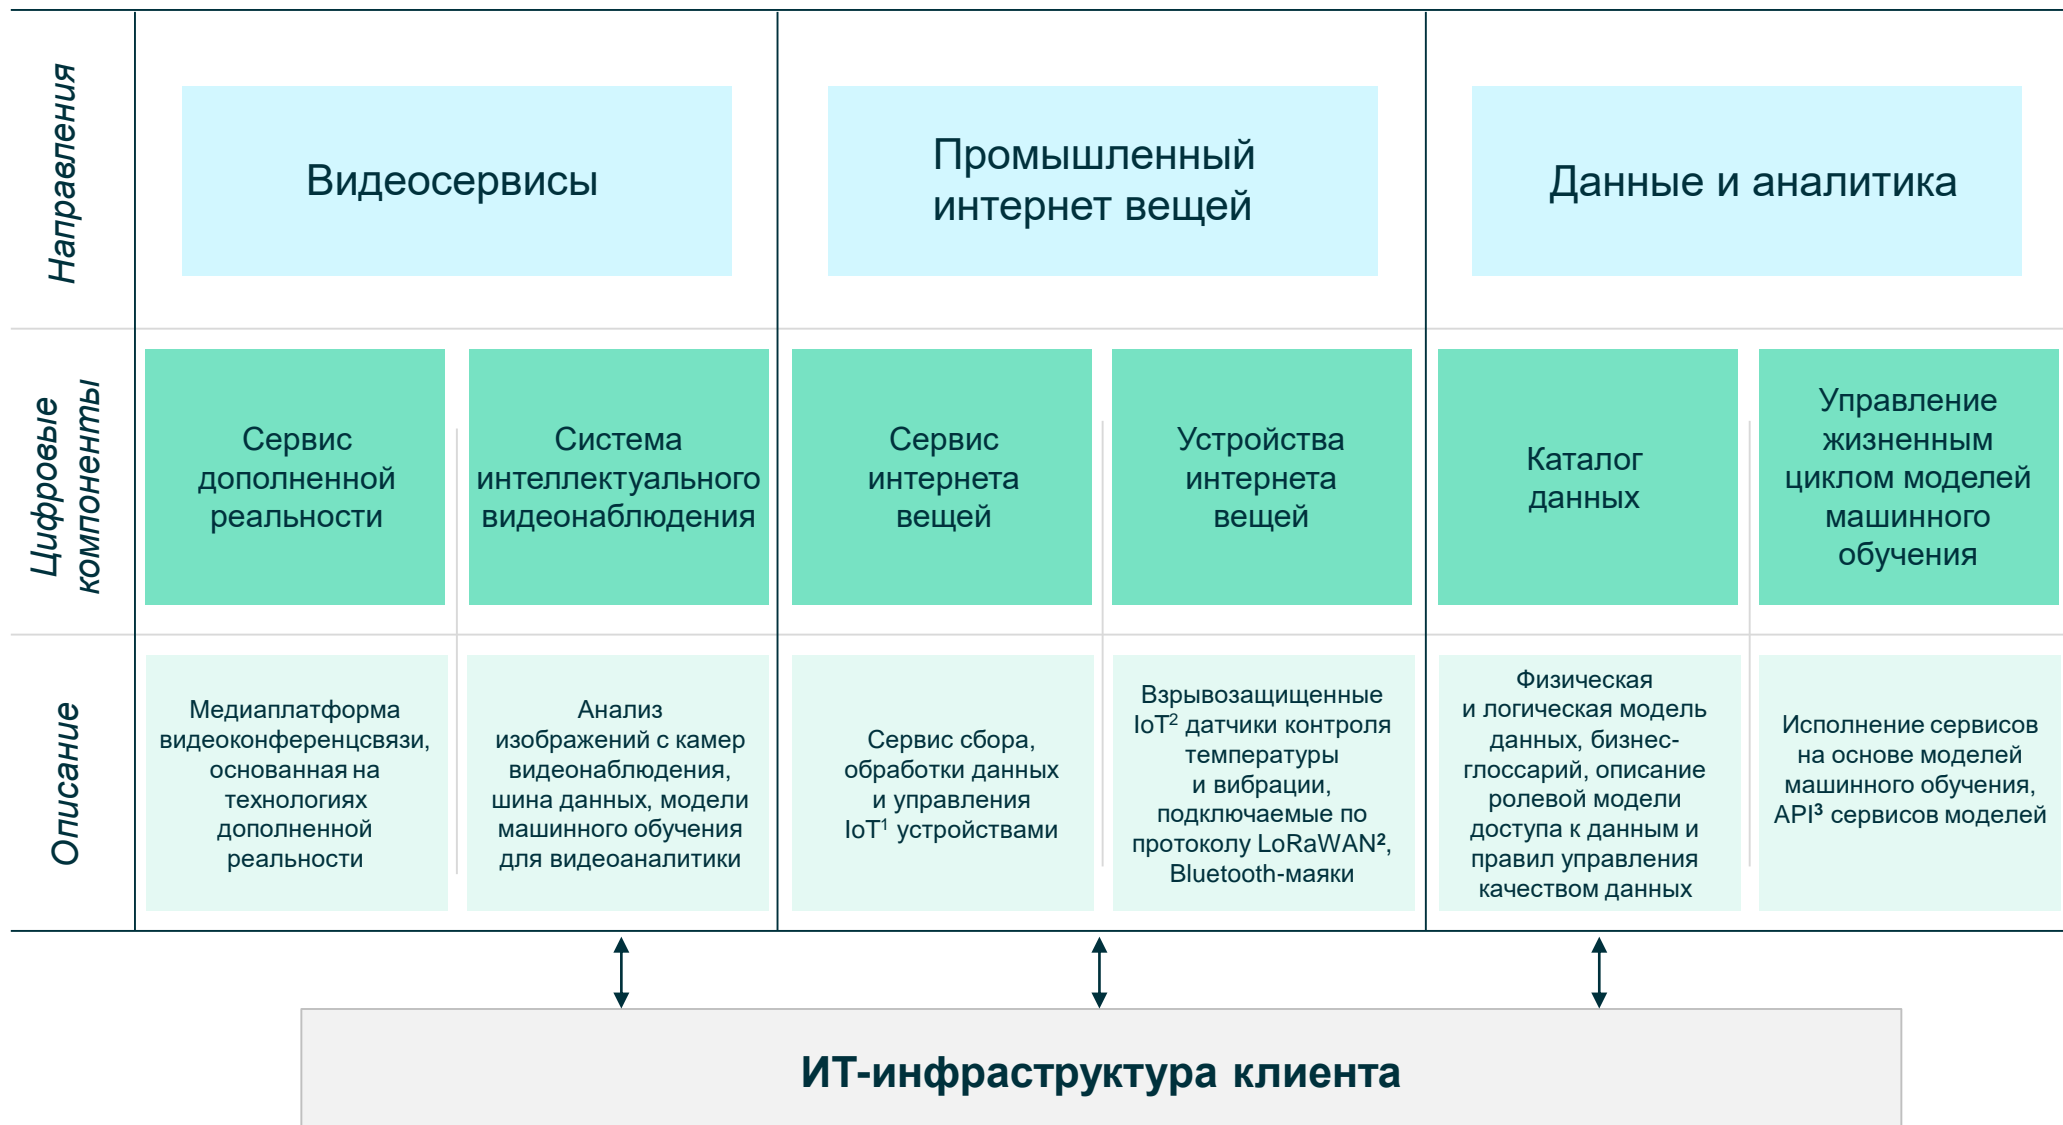 Направления
Видеосервисы
Промышленный
интернет вещей
Данные и аналитика
Цифровые
компоненты
Сервис
дополненной
реальности
Система
интеллектуального
видеонаблюдения
Сервис
интернета
вещей
Устройства
интернета
вещей
Каталог
данных
Управление
жизненным
циклом моделей
машинного
обучения
Описание
Медиаплатформа
видеоконференцсвязи,
основанная на
технологиях
дополненной
реальности
Анализ
изображений с камер
видеонаблюдения,
шина данных, модели
машинного обучения
для видеоаналитики
Сервис сбора,
обработки данных
и управления
IoT¹ устройствами
Взрывозащищенные
IoT² датчики контроля
температуры
и вибрации,
подключаемые по
протоколу LoRaWAN²,
Bluetooth-маяки
Физическая
и логическая модель
данных, бизнес-
глоссарий, описание
ролевой модели
доступа к данным и
правил управления
качеством данных
Исполнение сервисов
на основе моделей
машинного обучения,
API³ сервисов моделей
ИТ-инфраструктура клиента